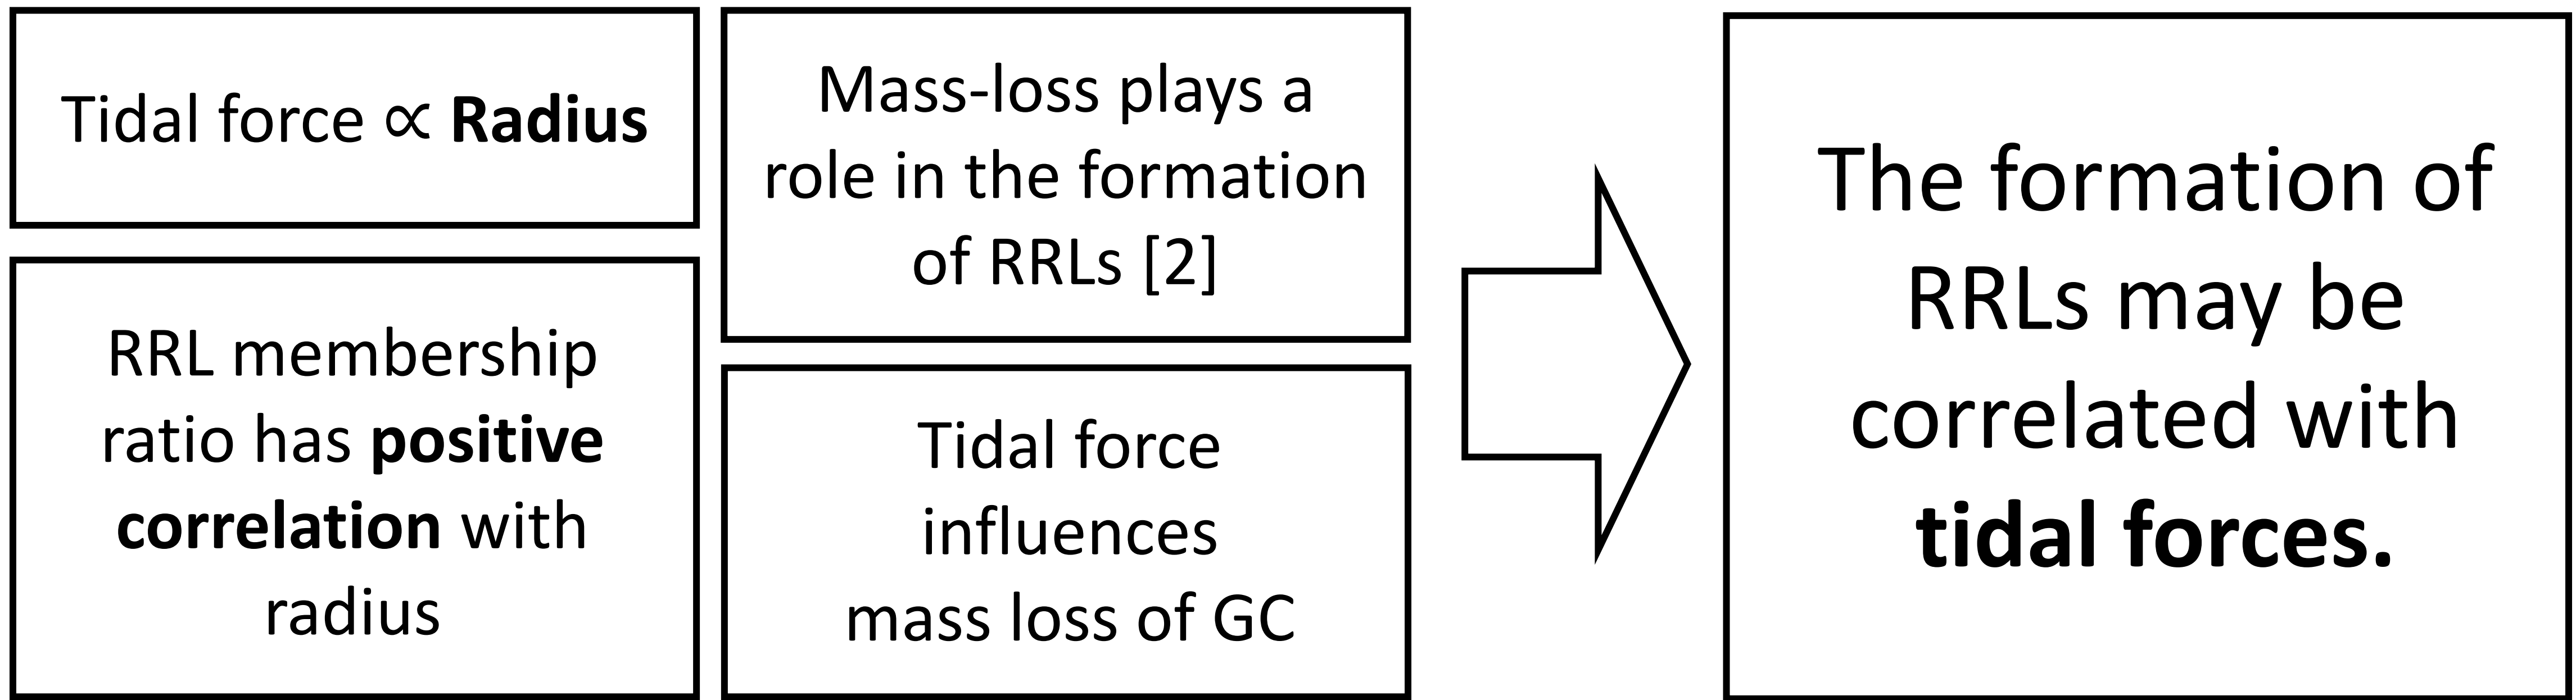 Tidal force ∝ Radius
RRL membership
ratio has positive
correlation with
radius
Mass-loss plays a
role in the formation
of RRLs [2]
Tidal force
influences
mass loss of GC
The formation of
RRLs may be
correlated with
tidal forces.